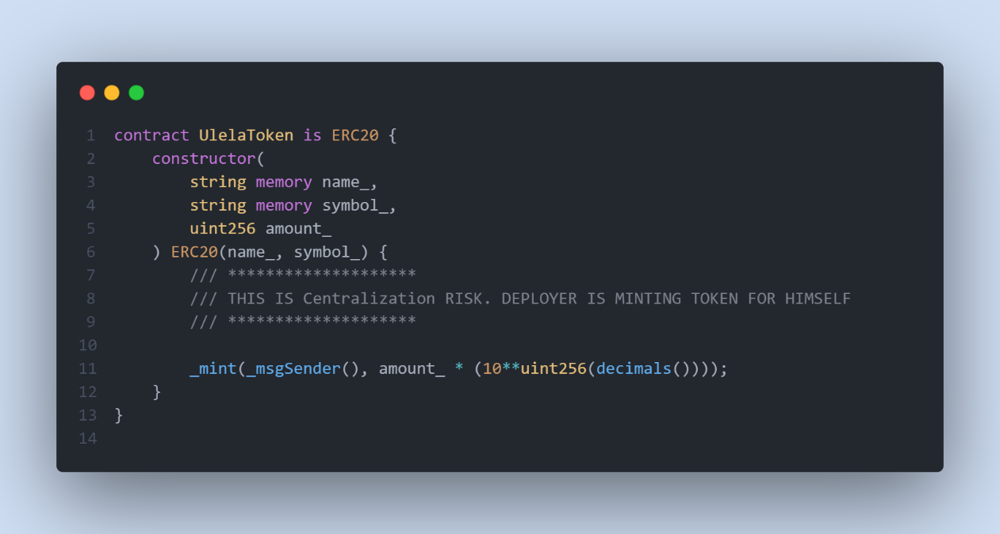 1 contract UlelaToken is ERC20 {
2 constructor(
3 string memory name_,
4 string memory symbol_,
5 uint256 amount_
6 ) ERC20(name_, symbol_) {
7 /// ********************
8 /// THIS IS Centralization RISK. DEPLOYER IS MINTING TOKEN FOR HIMSELF
9 /// ********************
10
11 _mint(_msgSender(), amount_ * (10**uint256(decimals())));
12 }
13 }
14